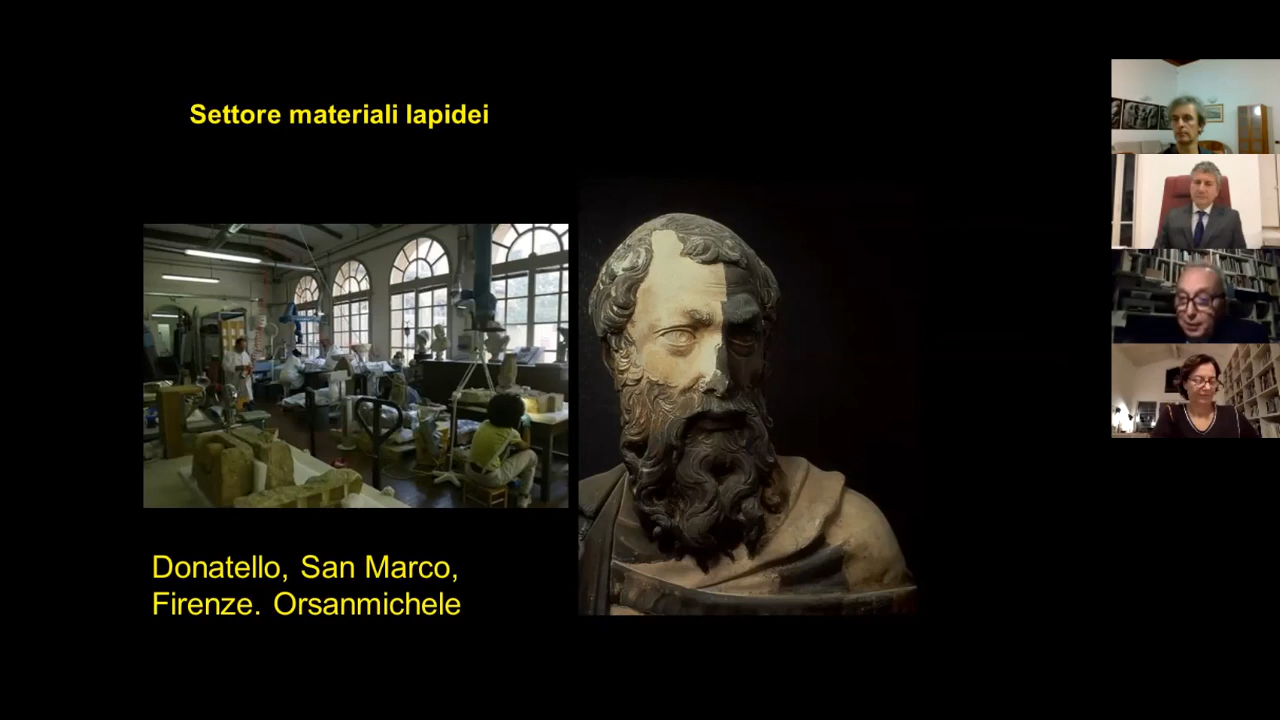 Settore materiali lapidei
Donatello, San Marco,
Firenze. Orsanmichele